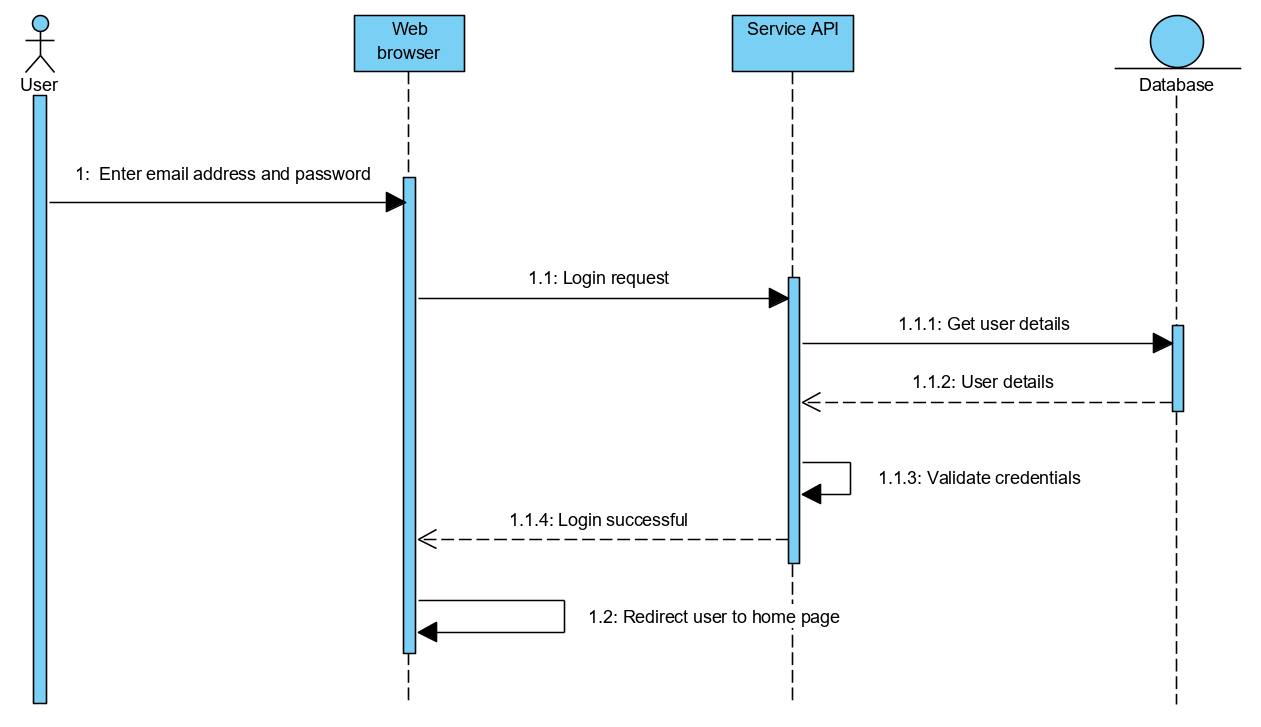 Web
browser
Service API
User
Database
1:  Enter email address and password
1.1: Login request
1.1.1: Get user details
1.1.2: User details
1.1.3: Validate credentials
1.1.4: Login successful
1.2: Redirect user to home page